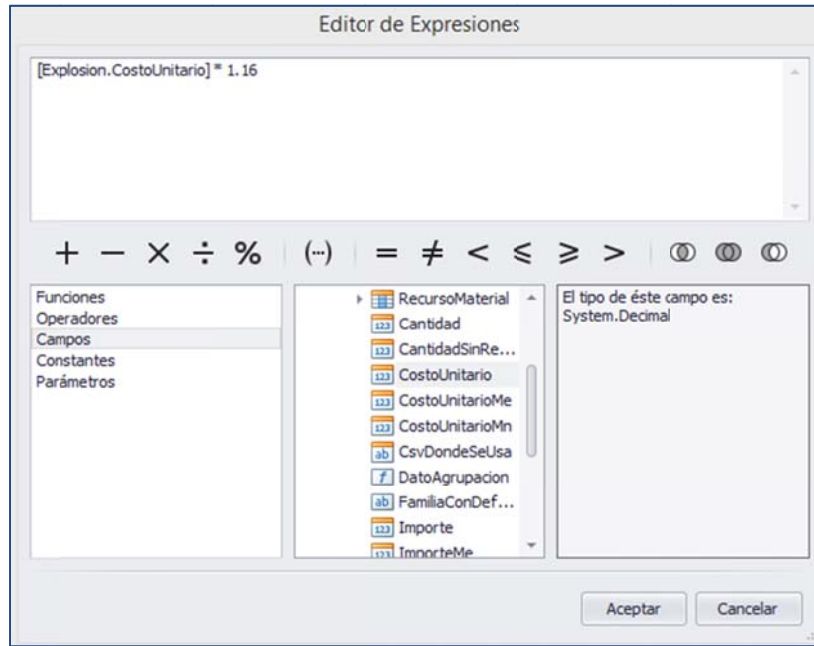 Editor de Expresiones
[Explosion.CostoUnitario] * 1.16
+ − × ÷ % (...) = ≠ < ≤ ≥ >
Funciones
Operadores
Campos
Constantes
Parámetros
RecursoMaterial
Cantidad
CantidadSinRe...
CostoUnitario
CostoUnitarioMe
CostoUnitarioMn
CsvDondeSeUsa
DatoAgrupacion
FamiliaConDef...
Importe
ImporteMe
El tipo de éste campo es:
System.Decimal
Aceptar Cancelar